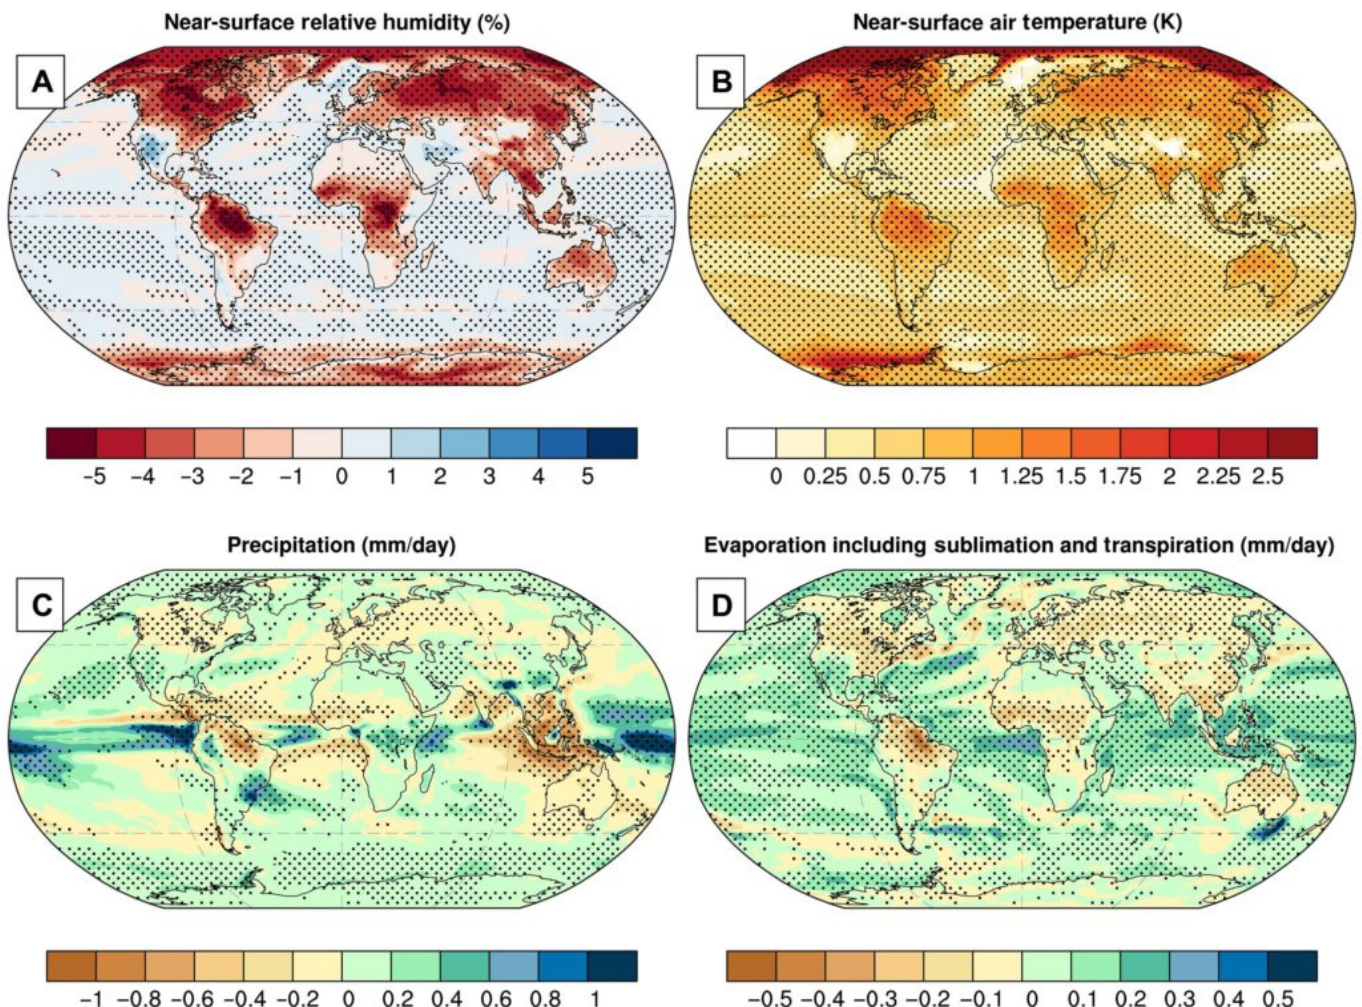 Near-surface relative humidity (%)
Near-surface air temperature (K)
A
B
−5 −4 −3 −2 −1 0 1 2 3 4 5
0 0.25 0.5 0.75 1 1.25 1.5 1.75 2 2.25 2.5
Precipitation (mm/day)
Evaporation including sublimation and transpiration (mm/day)
C
D
−1 −0.8 −0.6 −0.4 −0.2 0 0.2 0.4 0.6 0.8 1
−0.5 −0.4 −0.3 −0.2 −0.1 0 0.1 0.2 0.3 0.4 0.5